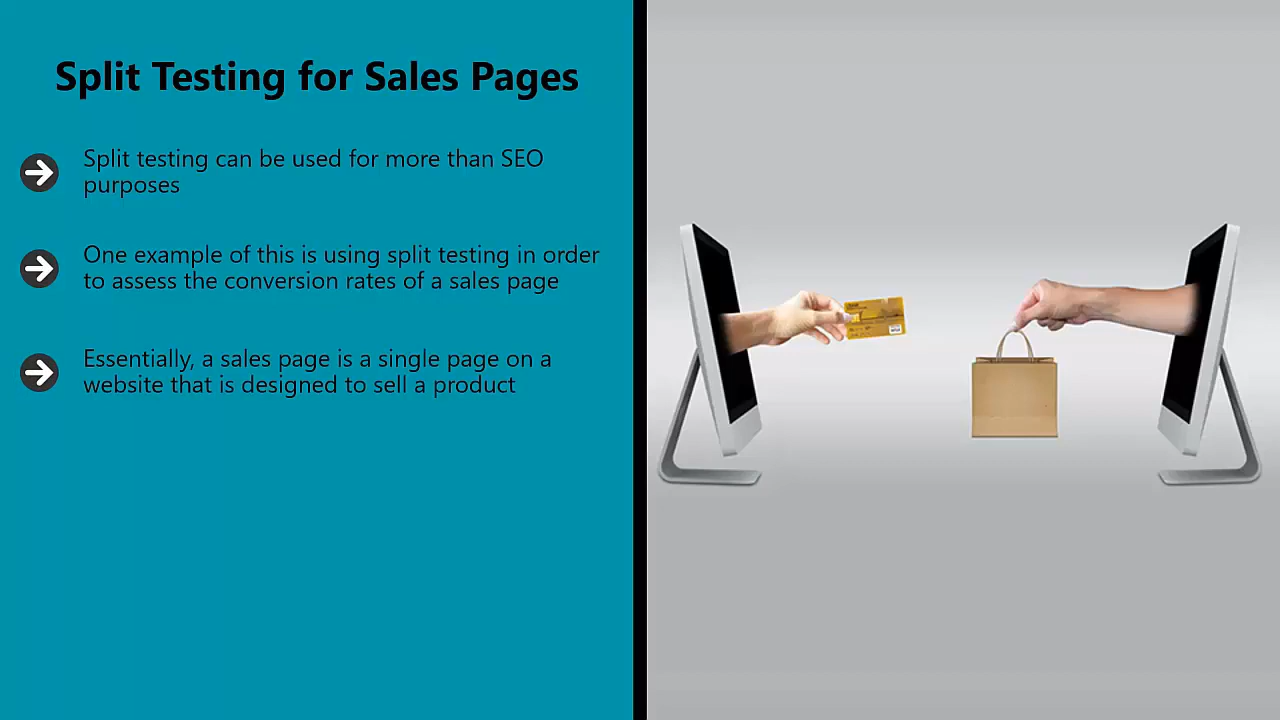 Split Testing for Sales Pages
Split testing can be used for more than SEO
purposes
One example of this is using split testing in order
to assess the conversion rates of a sales page
Essentially, a sales page is a single page on a
website that is designed to sell a product